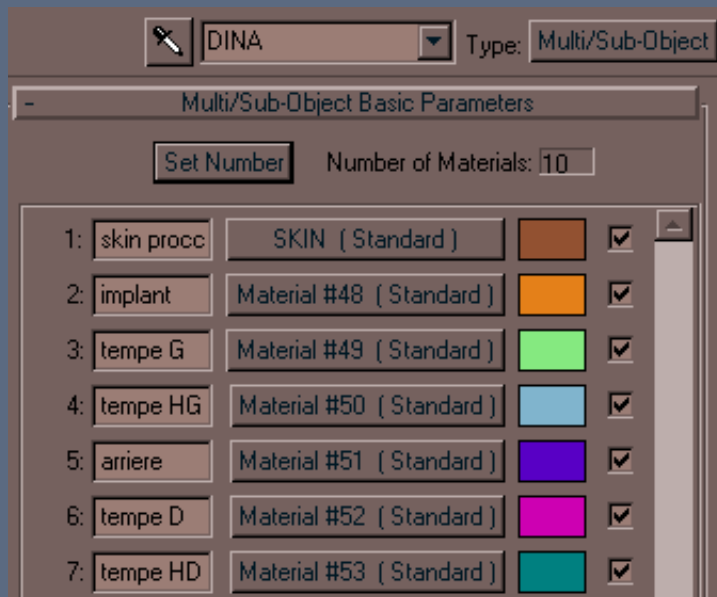 DINA Type: Multi/Sub-Object
- Multi/Sub-Object Basic Parameters
Set Number Number of Materials: 10
1: skin procc SKIN ( Standard )
2: implant Material #48 ( Standard )
3: tempe G Material #49 ( Standard )
4: tempe HG Material #50 ( Standard )
5: arriere Material #51 ( Standard )
6: tempe D Material #52 ( Standard )
7: tempe HD Material #53 ( Standard )